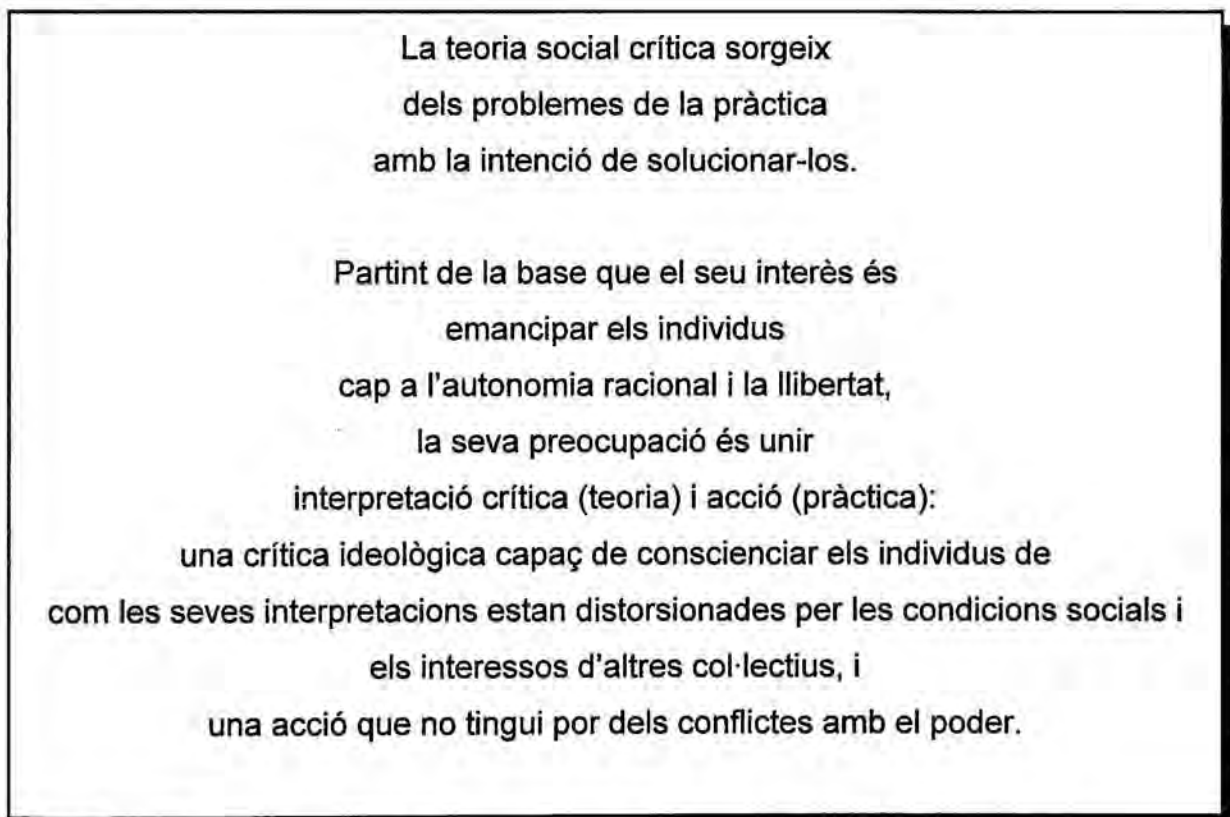 La teoria social crítica sorgeix
dels problemes de la pràctica
amb la intenció de solucionar-los.
Partint de la base que el seu interès és
emancipar els individus
cap a l'autonomia racional i la llibertat,
la seva preocupació és unir
interpretació crítica (teoria) i acció (pràctica):
una crítica ideològica capaç de conscienciar els individus de
com les seves interpretacions estan distorsionades per les condicions socials i
els interessos d'altres col·lectius, i
una acció que no tingui por dels conflictes amb el poder.